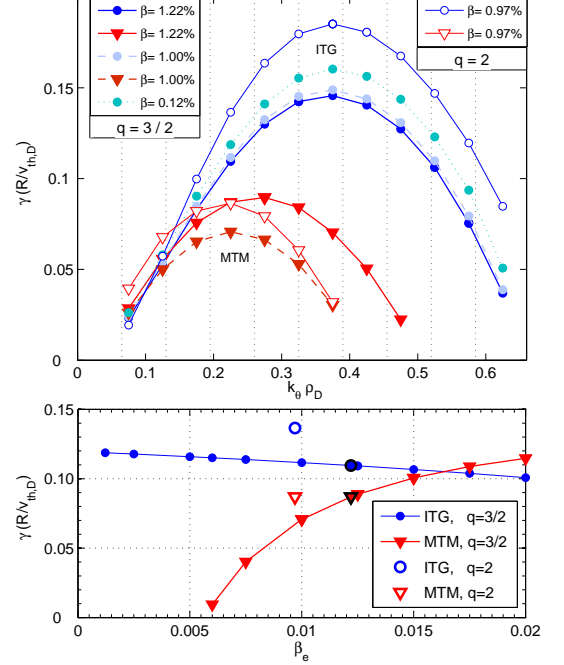 β= 1.22%
β= 1.22%
β= 1.00%
β= 1.00%
β= 0.12%
q = 3 / 2
β= 0.97%
β= 0.97%
q = 2
ITG
MTM
0.15
0.1
0.05
0
γ (R/v_th,D)
0.1 0.2 0.3 0.4 0.5 0.6
k_θ ρ_D
0.15
0.10
0.05
0
γ (R/v_th,D)
ITG, q=3/2
MTM, q=3/2
ITG, q=2
MTM, q=2
0 0.005 0.01 0.015 0.02
β_e